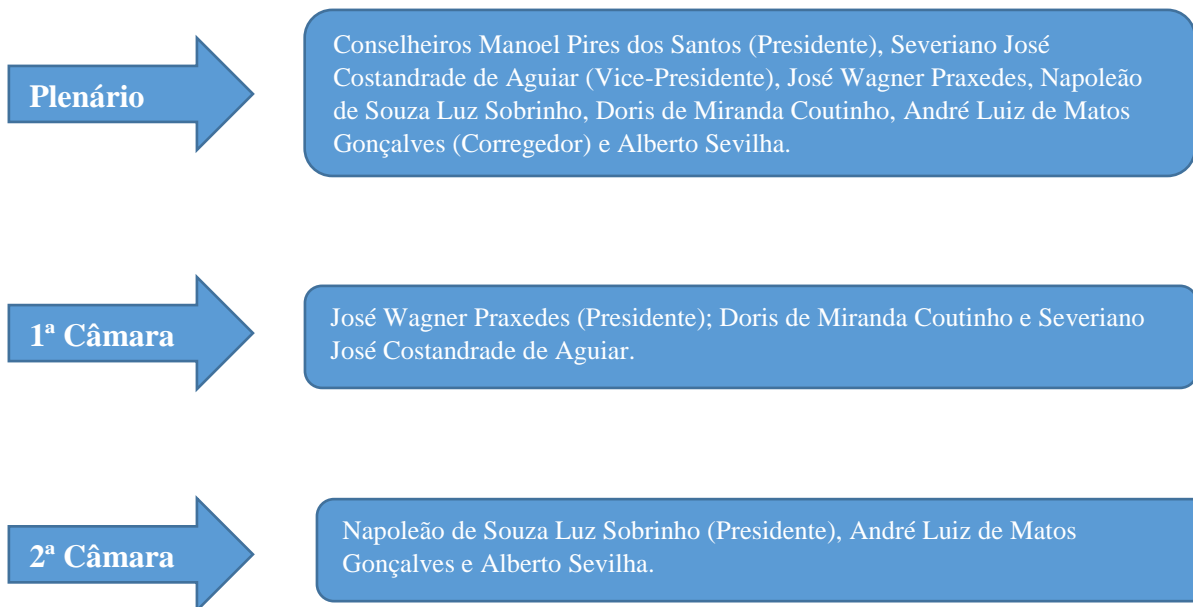 Plenário
Conselheiros Manoel Pires dos Santos (Presidente), Severiano José
Costandrade de Aguiar (Vice-Presidente), José Wagner Praxedes, Napoleão
de Souza Luz Sobrinho, Doris de Miranda Coutinho, André Luiz de Matos
Gonçalves (Corregedor) e Alberto Sevilha.
1ª Câmara
José Wagner Praxedes (Presidente); Doris de Miranda Coutinho e Severiano
José Costandrade de Aguiar.
2ª Câmara
Napoleão de Souza Luz Sobrinho (Presidente), André Luiz de Matos
Gonçalves e Alberto Sevilha.